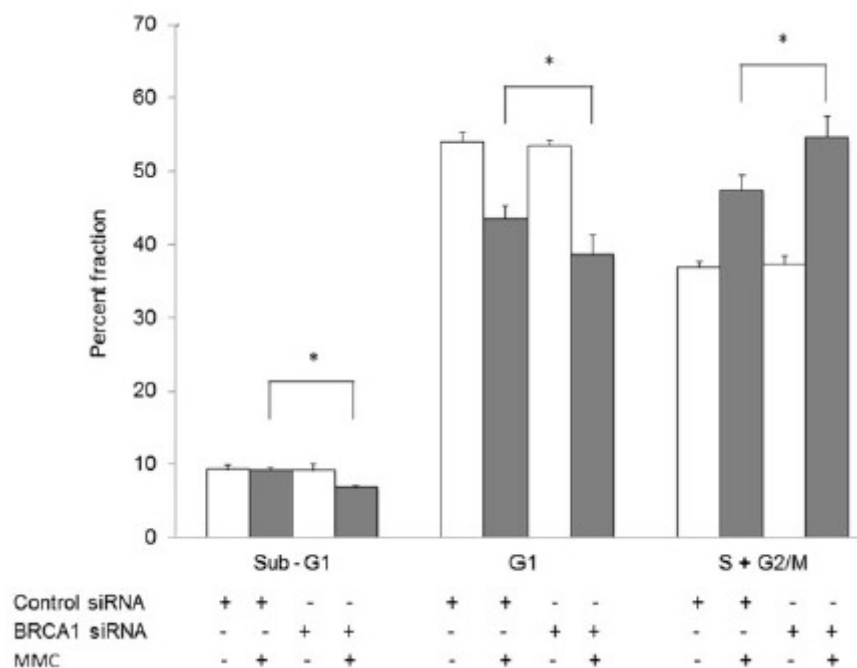 70
*
*
60
50
40
30
*
20
10
0
Percent fraction
Sub - G1 G1 S + G2/M
Control siRNA + + - - + + - - + + - -
BRCA1 siRNA - - + + - - + + - - + +
MMC - + - + - + - + - + - +